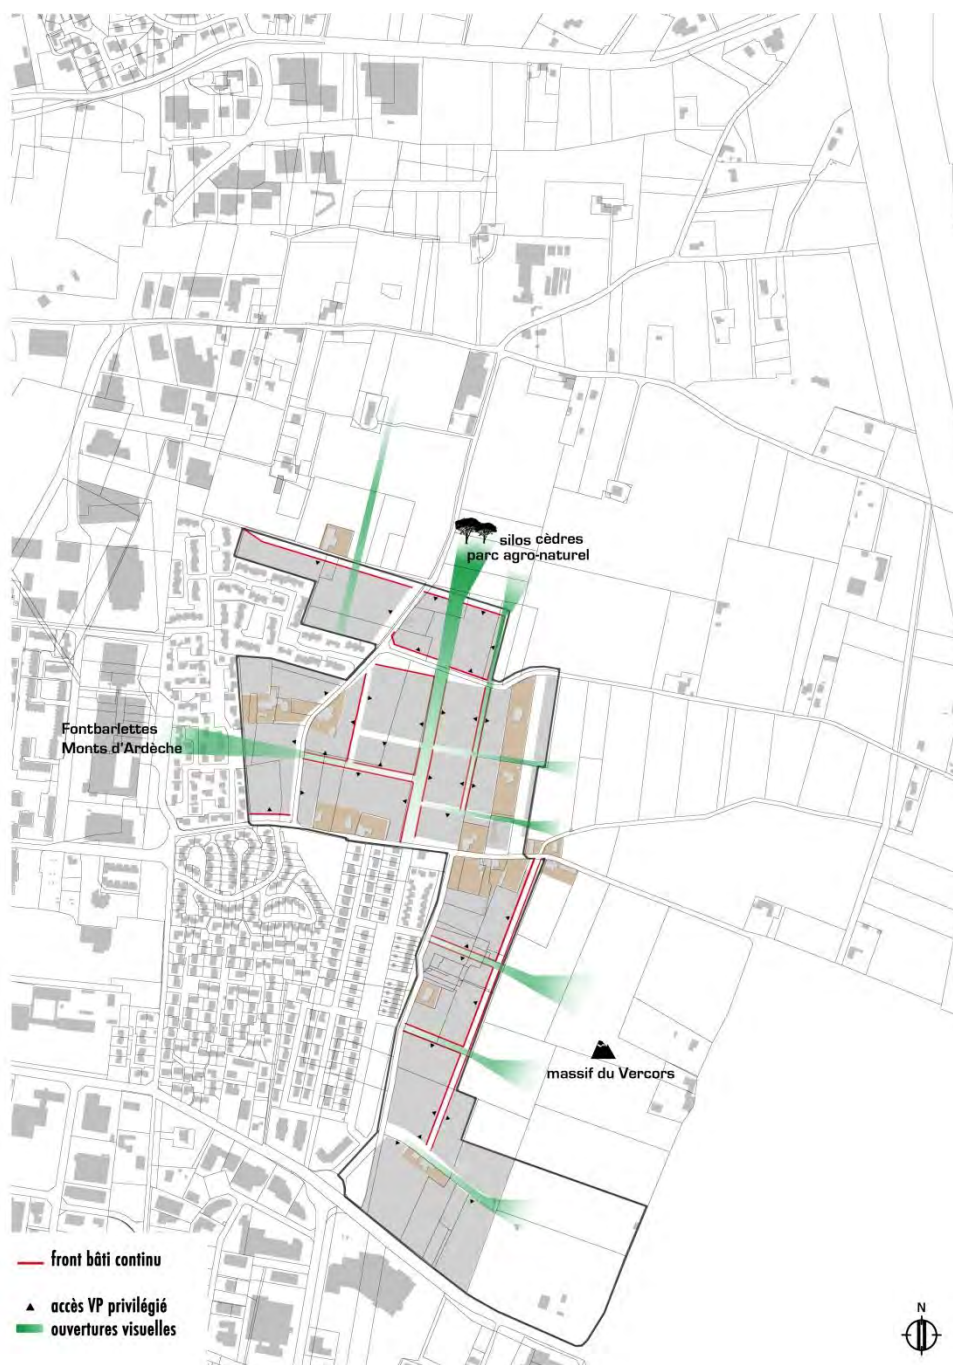 silos cèdres
parc agro-naturel
Fontbarlettes
Monts d'Ardèche
massif du Vercors
front bâti continu
accès VP privilégié
ouvertures visuelles
N